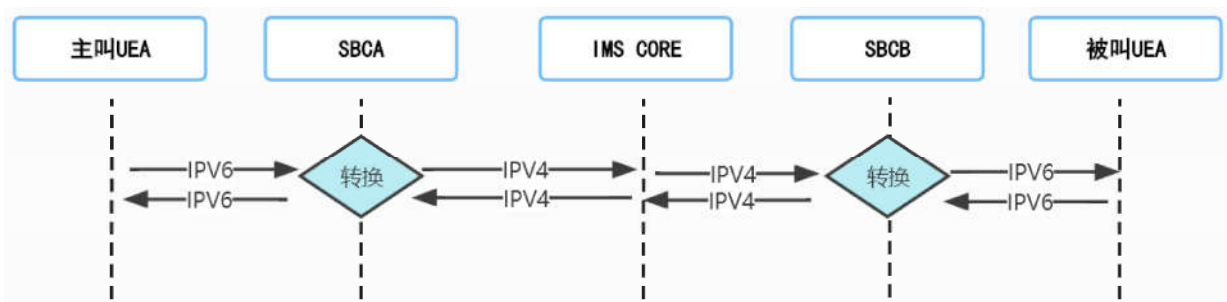 主叫UEA
SBCA
IMS CORE
SBCB
被叫UEA
IPV6
转换
IPV4
IPV4
转换
IPV6
IPV6
IPV4
IPV4
IPV6